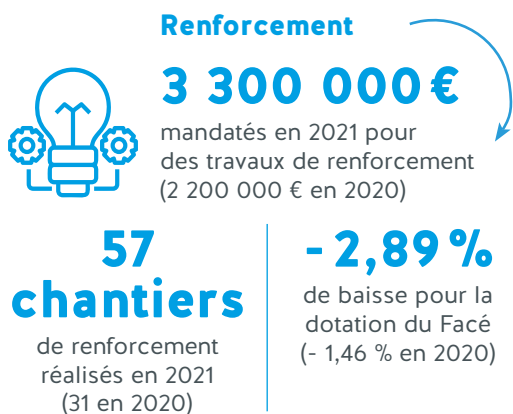 Renforcement
3 300 000 €
mandatés en 2021 pour
des travaux de renforcement
(2 200 000 € en 2020)
57
chantiers
de renforcement
réalisés en 2021
(31 en 2020)
- 2,89 %
de baisse pour la
dotation du Facé
(- 1,46 % en 2020)